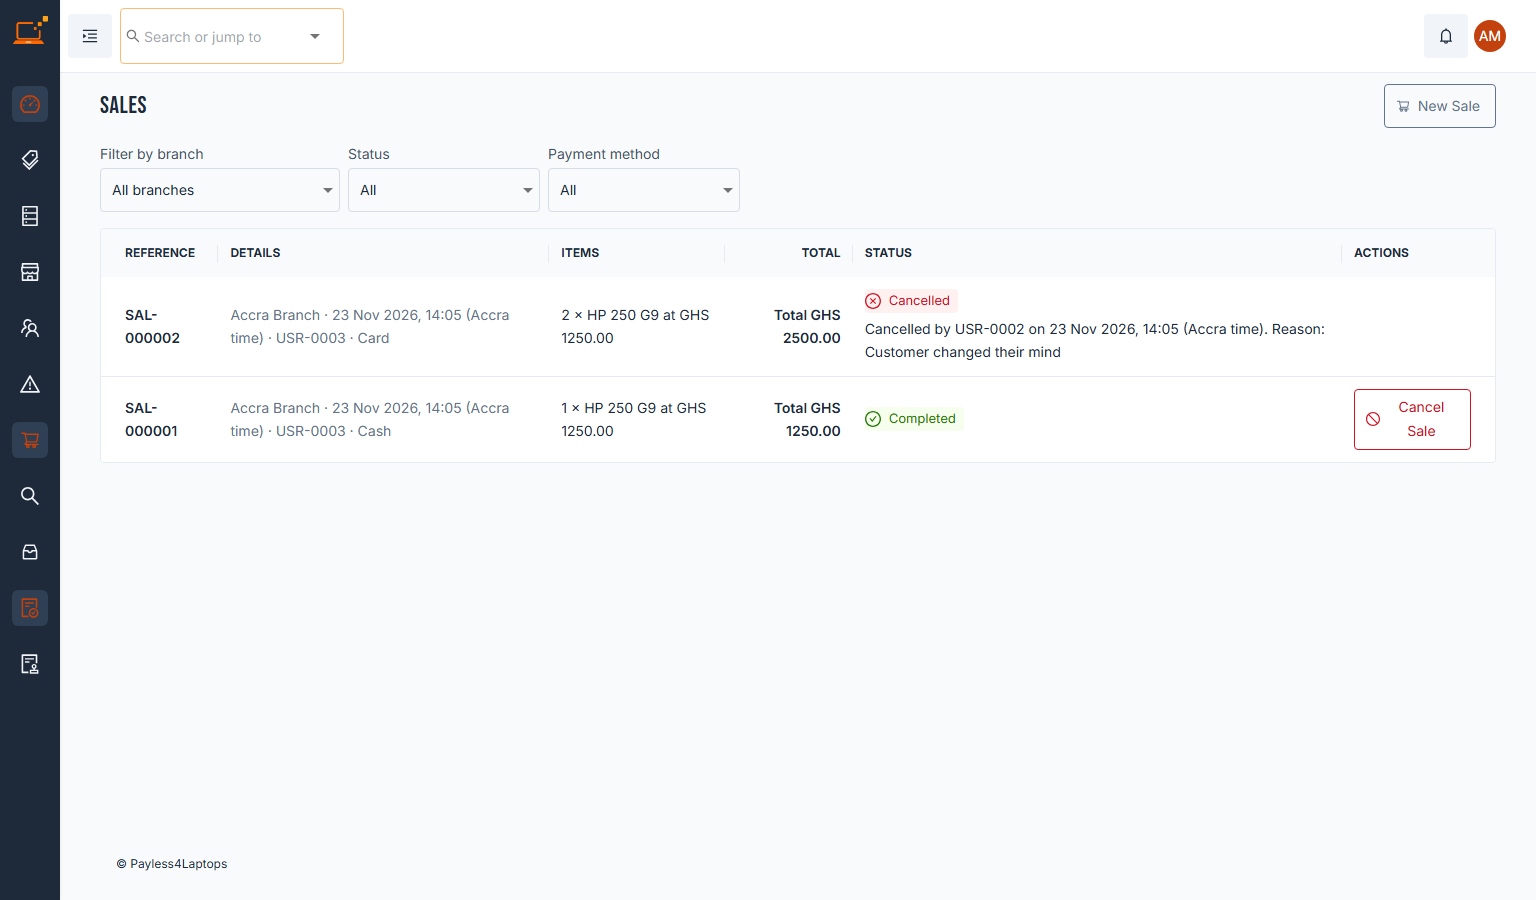 Search or jump to
AM
SALES
New Sale
Filter by branch
Status
Payment method
All branches
All
All
REFERENCE
DETAILS
ITEMS
TOTAL
STATUS
ACTIONS
SAL-
000002
Accra Branch · 23 Nov 2026, 14:05 (Accra
time) · USR-0003 · Card
2 × HP 250 G9 at GHS
1250.00
Total GHS
2500.00
Cancelled
Cancelled by USR-0002 on 23 Nov 2026, 14:05 (Accra time). Reason:
Customer changed their mind
SAL-
000001
Accra Branch · 23 Nov 2026, 14:05 (Accra
time) · USR-0003 · Cash
1 × HP 250 G9 at GHS
1250.00
Total GHS
1250.00
Completed
Cancel
Sale
© Payless4Laptops